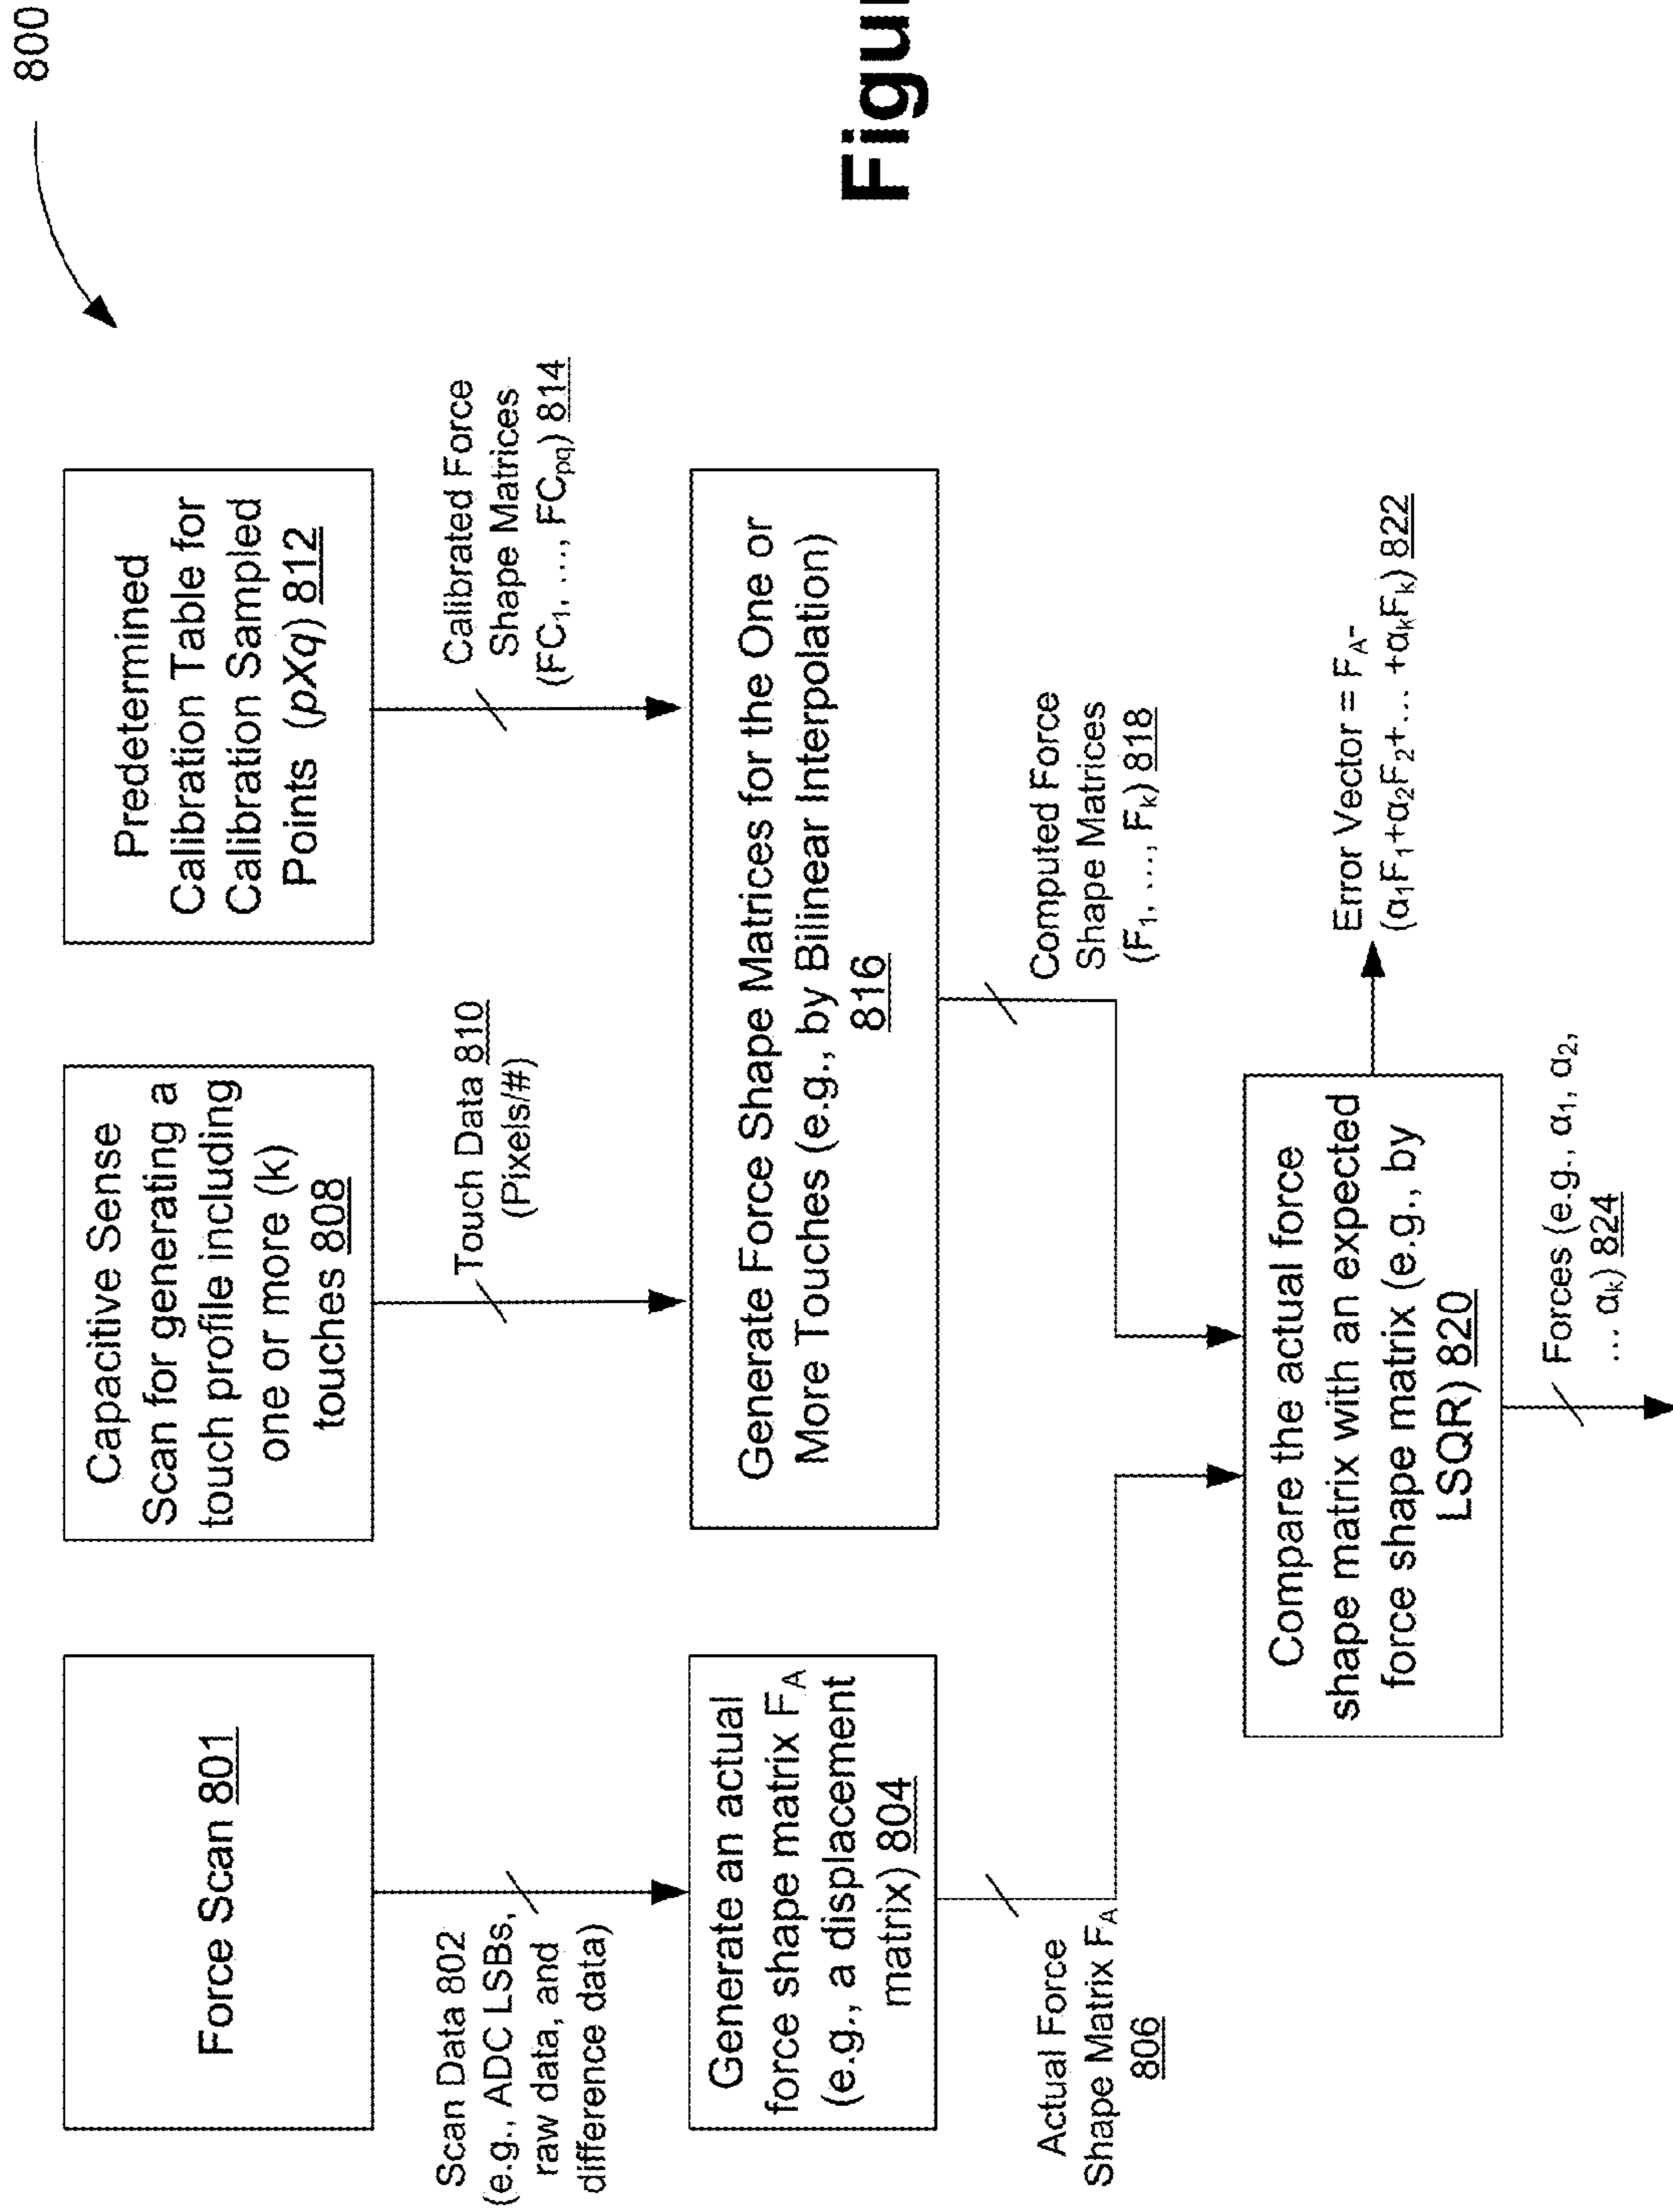 800
Force Scan 801
Capacitive Sense
Scan for generating a
touch profile including
one or more (k)
touches 808
Predetermined
Calibration Table for
Calibration Sampled
Points (pXq) 812
Scan Data 802
(e.g., ADC LSBs,
raw data, and
difference data)
Touch Data 810
(Pixels/#)
Calibrated Force
Shape Matrices
(FC₁, ..., FCpq) 814
Generate an actual
force shape matrix FA
(e.g., a displacement
matrix) 804
Generate Force Shape Matrices for the One or
More Touches (e.g., by Bilinear Interpolation)
816
Actual Force
Shape Matrix FA
806
Computed Force
Shape Matrices
(F₁, ..., Fk) 818
Compare the actual force
shape matrix with an expected
force shape matrix (e.g., by
LSQR) 820
Error Vector = FA-
(α₁F₁+α₂F₂+... +αkFk) 822
Forces (e.g., α₁, α₂,
... αk) 824